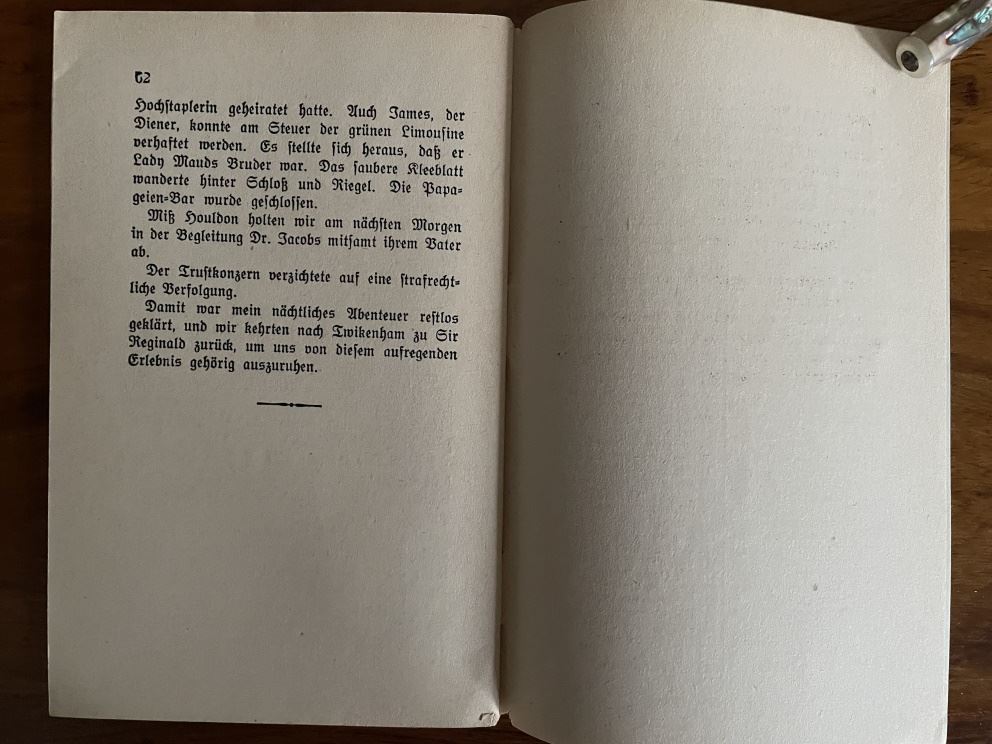 62
Hochstaplerin geheiratet hatte. Auch James, der
Diener, konnte am Steuer der grünen Limousine
verhaftet werden. Es stellte sich heraus, daß er
Lady Mauds Bruder war. Das saubere Kleeblatt
wanderte hinter Schloß und Riegel. Die Papa-
geien-Bar wurde geschlossen.
Miß Houldon holten wir am nächsten Morgen
in der Begleitung Dr. Jacobs mitsamt ihrem Vater
ab.
Der Trustkonzern verzichtete auf eine strafrecht-
liche Verfolgung.
Damit war mein nächtliches Abenteuer restlos
geklärt, und wir kehrten nach Twikenham zu Sir
Reginald zurück, um uns von diesem aufregenden
Erlebnis gehörig auszuruhen.